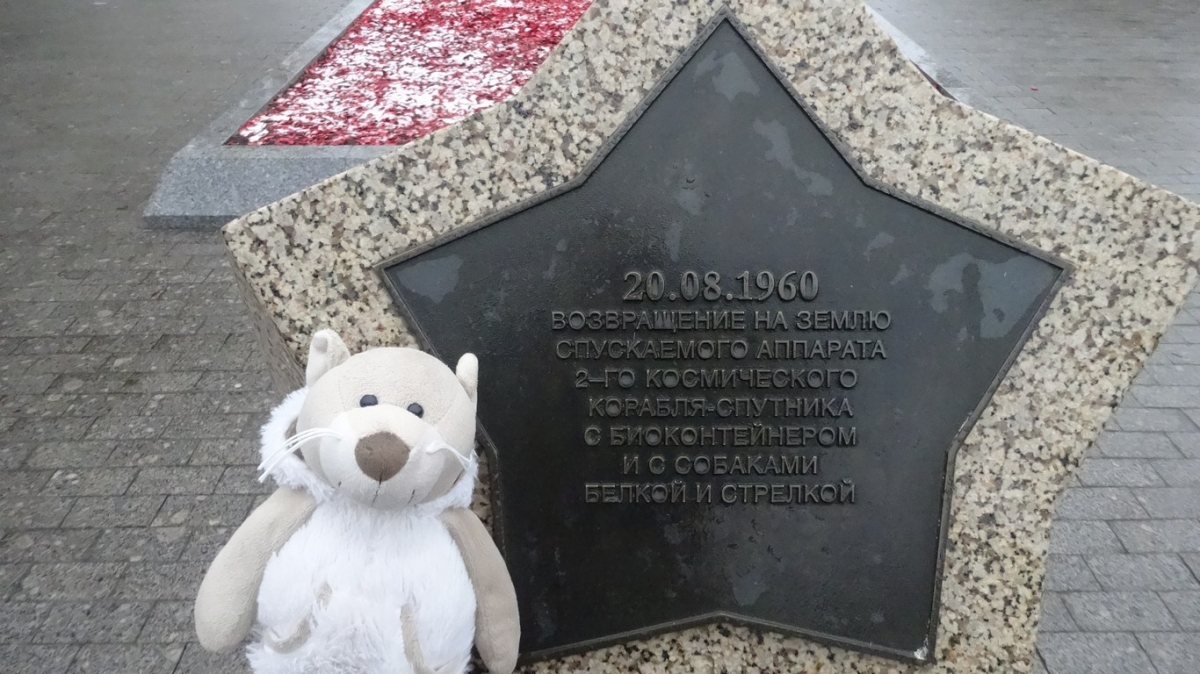 20.08.1960
ВОЗВРАЩЕНИЕ НА ЗЕМЛЮ
СПУСКАЕМОГО АППАРАТА
2-ГО КОСМИЧЕСКОГО
КОРАБЛЯ-СПУТНИКА
С БИОКОНТЕЙНЕРОМ
И С СОБАКАМИ
БЕЛКОЙ И СТРЕЛКОЙ